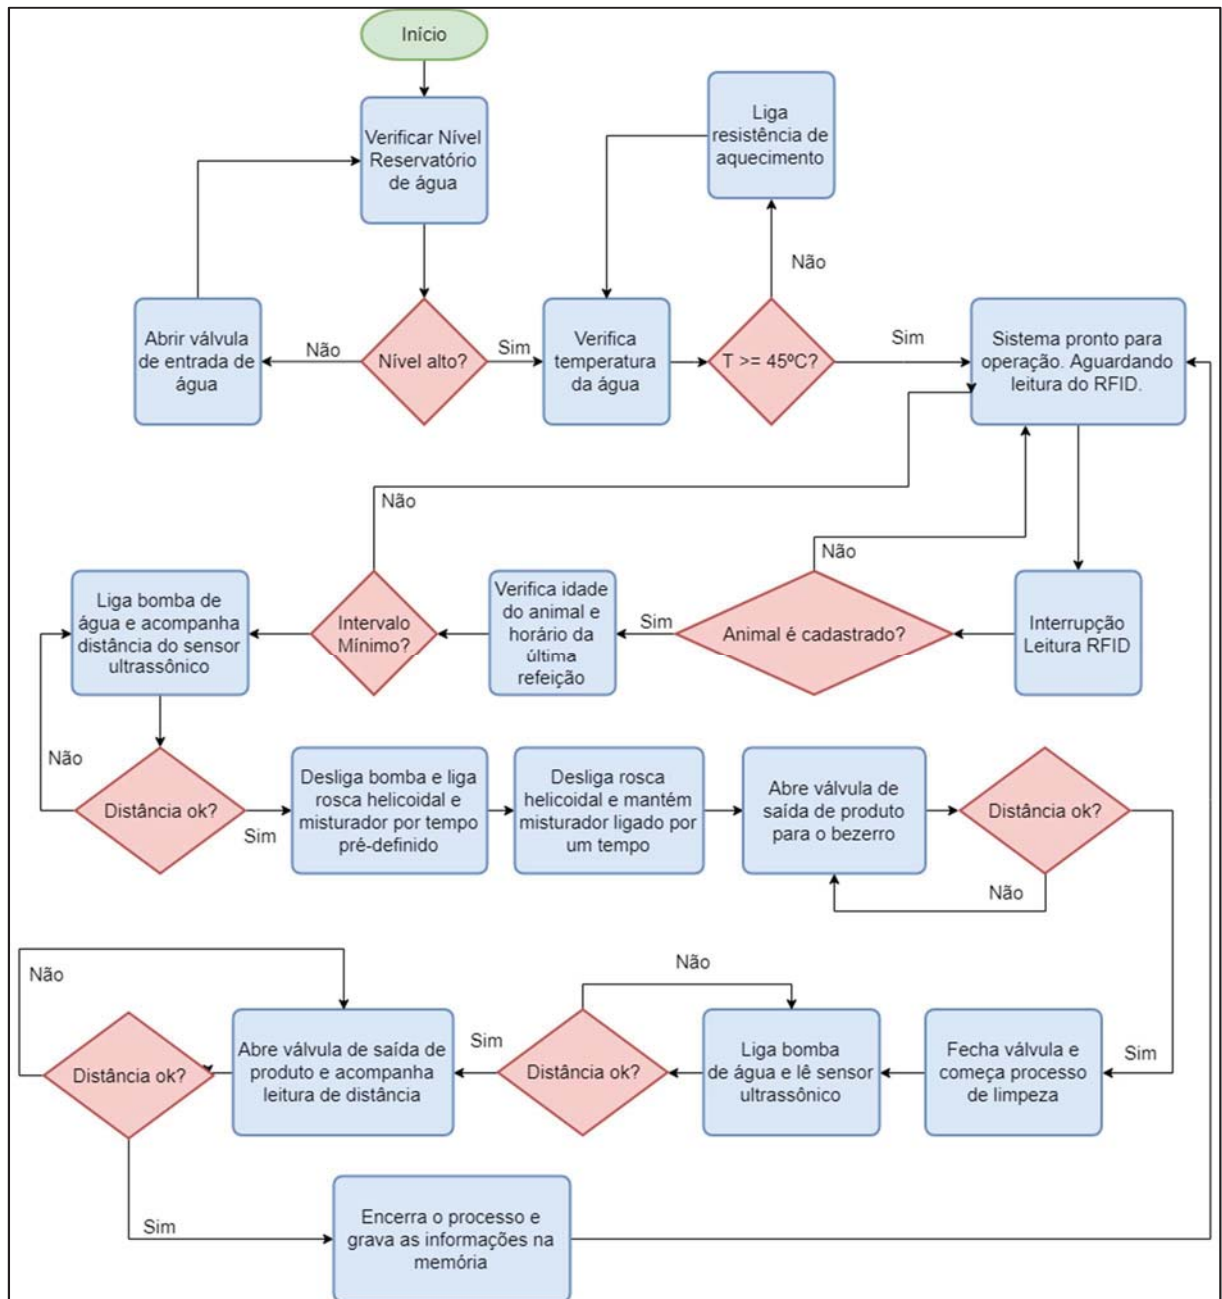 Início
Verificar Nível
Reservatório
de água
Liga
resistência de
aquecimento
Não
Abrir válvula
de entrada de
água
Não
Nível alto?
Sim
Verifica
temperatura
da água
T >= 45ºC?
Sim
Sistema pronto para
operação. Aguardando
leitura do RFID.
Não
Não
Liga bomba de
água e acompanha
distância do sensor
ultrassônico
Intervalo
Mínimo?
Verifica idade
do animal e
horário da
última
refeição
Sim
Animal é cadastrado?
Interrupção
Leitura RFID
Não
Distância ok?
Sim
Desliga bomba e liga
rosca helicoidal e
misturador por tempo
pré-definido
Desliga rosca
helicoidal e mantém
misturador ligado por
um tempo
Abre válvula de
saída de produto
para o bezerro
Distância ok?
Não
Não
Não
Distância ok?
Abre válvula de saída de
produto e acompanha
leitura de distância
Sim
Distância ok?
Liga bomba
de água e lê sensor
ultrassônico
Fecha válvula e
começa processo
de limpeza
Sim
Sim
Encerra o processo e
grava as informações na
memória